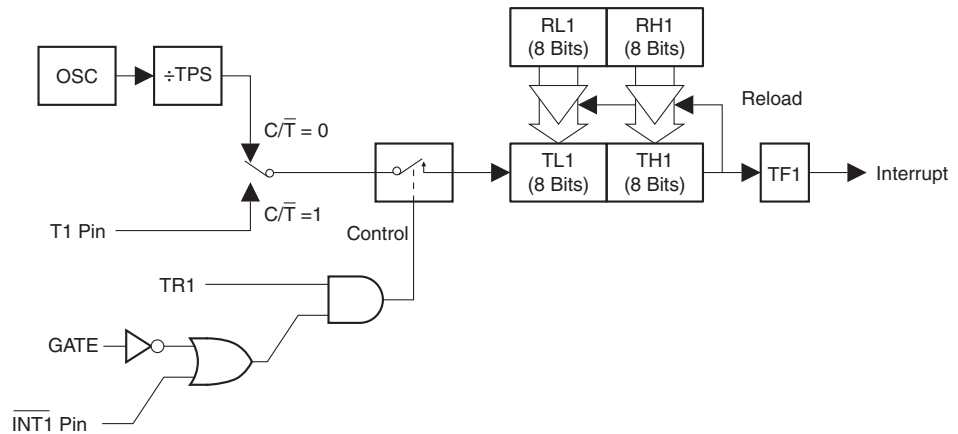 RL1
(8 Bits)
RH1
(8 Bits)
OSC
÷TPS
Reload
C/T̅ = 0
TL1
(8 Bits)
TH1
(8 Bits)
TF1
Interrupt
C/T̅ =1
T1 Pin
Control
TR1
GATE
I̅N̅T̅1̅ Pin